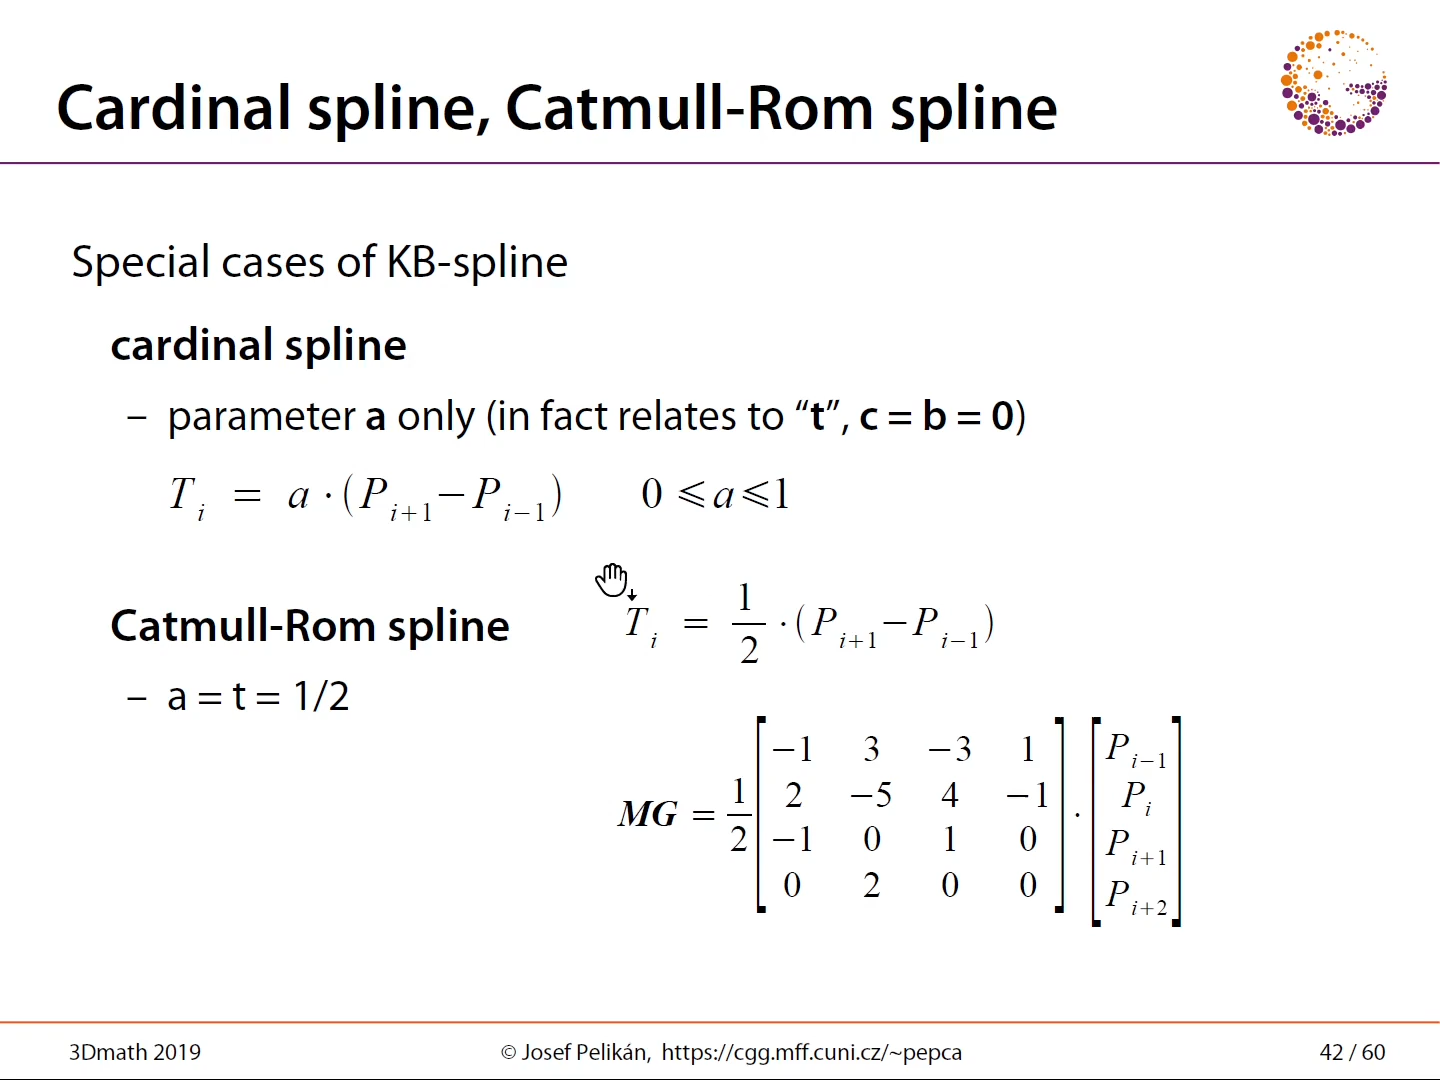 Cardinal spline, Catmull-Rom spline
Special cases of KB-spline
cardinal spline
– parameter a only (in fact relates to “t”, c = b = 0)
T_i = a · (P_{i+1} − P_{i−1})   0 ⩽ a ⩽ 1
Catmull-Rom spline   T_i = 1/2 · (P_{i+1} − P_{i−1})
– a = t = 1/2
MG = 1/2 [−1 3 −3 1; 2 −5 4 −1; −1 0 1 0; 0 2 0 0] · [P_{i−1}; P_i; P_{i+1}; P_{i+2}]
3Dmath 2019   © Josef Pelikán, https://cgg.mff.cuni.cz/~pepca   42 / 60